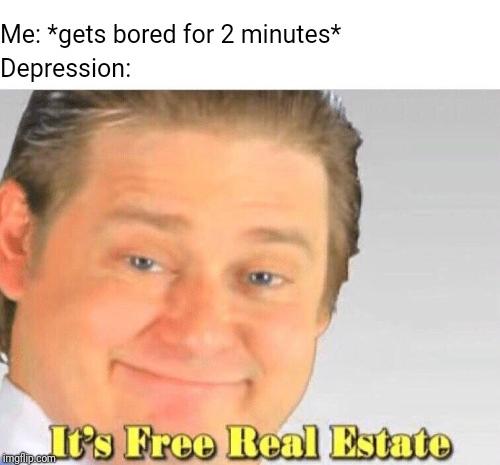 Me: *gets bored for 2 minutes*
Depression:
It's Free Real Estate
imgflip.com